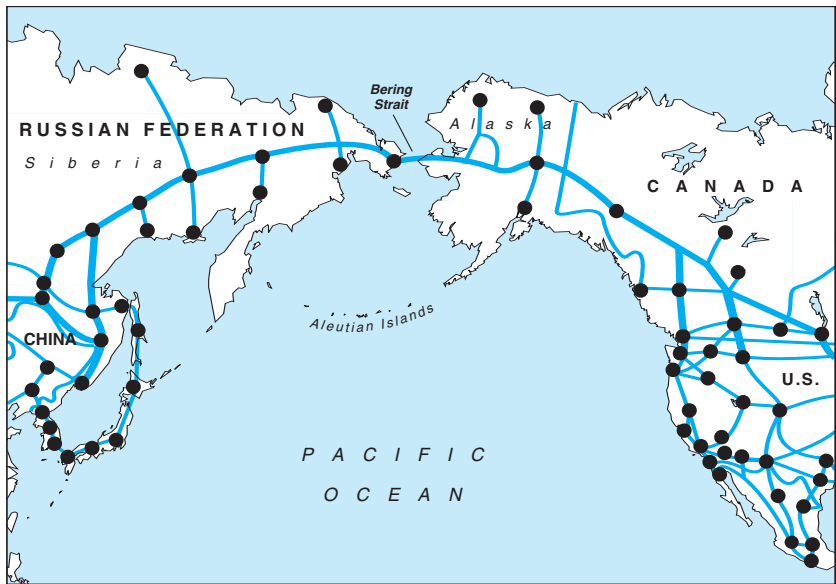 Bering
Strait
Alaska
RUSSIAN FEDERATION
Siberia
CANADA
Aleutian Islands
CHINA
U.S.
PACIFIC
OCEAN